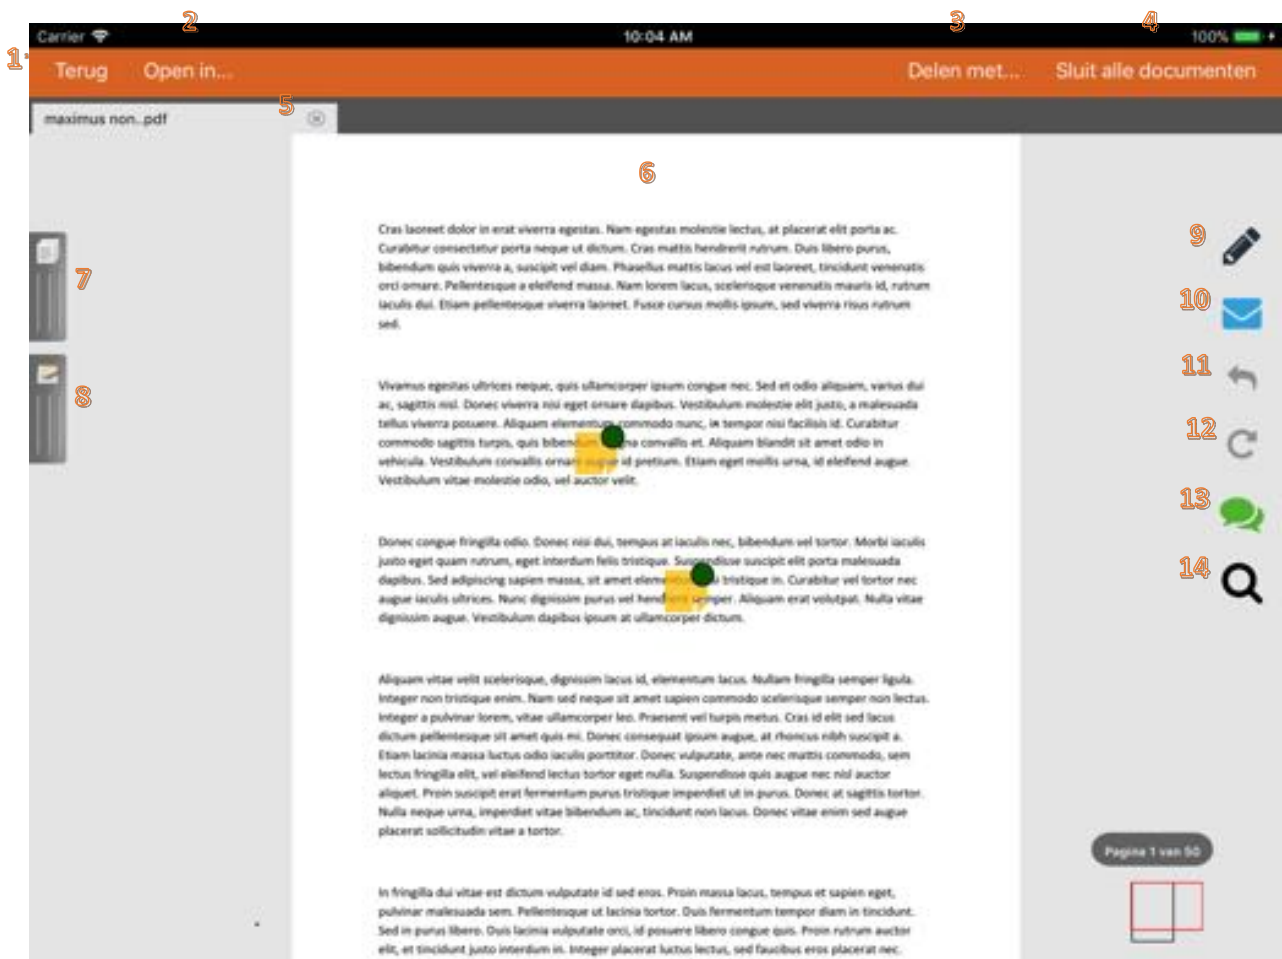 2 3 4
Carrier 10:04 AM 100%
1 Terug Open in... Delen met... Sluit alle documenten
5
maximus non..pdf
6
Cras laoreet dolor in erat viverra egestas. Nam egestas molestie lectus, at placerat elit porta ac.
Curabitur consectetur porta neque ut dictum. Cras mattis hendrerit rutrum. Duis libero purus,
bibendum quis viverra a, suscipit vel diam. Phasellus mattis lacus vel est laoreet, tincidunt venenatis
orci ornare. Pellentesque a eleifend massa. Nam lorem lacus, scelerisque venenatis mauris id, rutrum
iaculis dui. Etiam pellentesque viverra laoreet. Fusce cursus mollis ipsum, sed viverra risus rutrum
sed.
Vivamus egestas ultrices neque, quis ullamcorper ipsum congue nec. Sed et odio aliquam, varius dui
ac, sagittis nisl. Donec viverra nisi eget ornare dapibus. Vestibulum molestie elit justo, a malesuada
tellus viverra posuere. Aliquam elementum commodo nunc, in tempor nisi facilisis id. Curabitur
commodo sagittis turpis, quis bibendum convallis et. Aliquam blandit sit amet odio in
vehicula. Vestibulum convallis ornare augue id pretium. Etiam eget mollis urna, id eleifend augue.
Vestibulum vitae molestie odio, vel auctor velit.
Donec congue fringilla odio. Donec nisi dui, tempus at iaculis nec, bibendum vel tortor. Morbi iaculis
justo eget quam rutrum, eget interdum felis tristique. Suspendisse suscipit elit porta malesuada
dapibus. Sed adipiscing sapien massa, sit amet tristique in. Curabitur vel tortor nec
augue iaculis ultrices. Nunc dignissim purus vel hendrerit semper. Aliquam erat volutpat. Nulla vitae
dignissim augue. Vestibulum dapibus ipsum at ullamcorper dictum.
Aliquam vitae velit scelerisque, dignissim lacus id, elementum lacus. Nullam fringilla semper ligula.
Integer non tristique enim. Nam sed neque sit amet sapien commodo scelerisque semper non lectus.
Integer a pulvinar lorem, vitae ullamcorper leo. Praesent vel turpis metus. Cras id elit sed lacus
dictum pellentesque sit amet quis mi. Donec consequat ipsum augue, at rhoncus nibh suscipit a.
Etiam lacinia massa luctus odio iaculis porttitor. Donec vulputate, ante nec mattis commodo, sem
lectus fringilla elit, vel eleifend lectus tortor eget nulla. Suspendisse quis augue nec nisl auctor
aliquet. Proin suscipit erat fermentum purus tristique imperdiet ut in purus. Donec at sagittis tortor.
Nulla neque urna, imperdiet vitae bibendum ac, tincidunt non lacus. Donec vitae enim sed augue
placerat sollicitudin vitae a tortor.
In fringilla dui vitae est dictum vulputate id sed eros. Proin massa lacus, tempus et sapien eget,
pulvinar malesuada sem. Pellentesque ut lacinia tortor. Duis fermentum tempor diam in tincidunt.
Sed in purus libero. Duis lacinia vulputate orci, id posuere libero congue quis. Proin rutrum auctor
elit, et tincidunt justo interdum in. Integer placerat luctus lectus, sed faucibus eros placerat nec.
7
8
9
10
11
12
13
14
Pagina 1 van 50